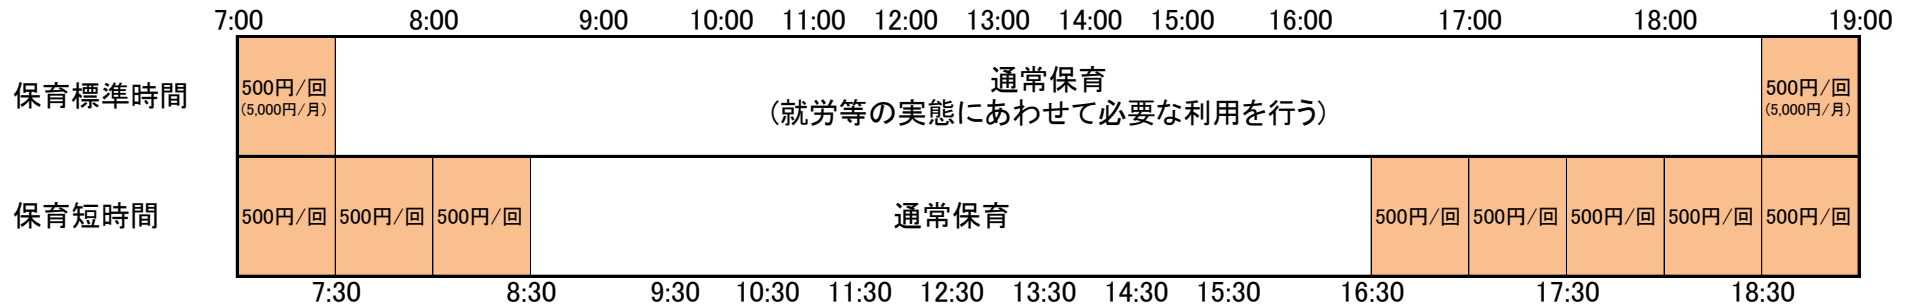 7:00 8:00 9:00 10:00 11:00 12:00 13:00 14:00 15:00 16:00 17:00 18:00 19:00
保育標準時間
500円/回
(5,000円/月)
通常保育
(就労等の実態にあわせて必要な利用を行う)
500円/回
(5,000円/月)
保育短時間
500円/回 500円/回 500円/回 通常保育 500円/回 500円/回 500円/回 500円/回 500円/回
7:30 8:30 9:30 10:30 11:30 12:30 13:30 14:30 15:30 16:30 17:30 18:30